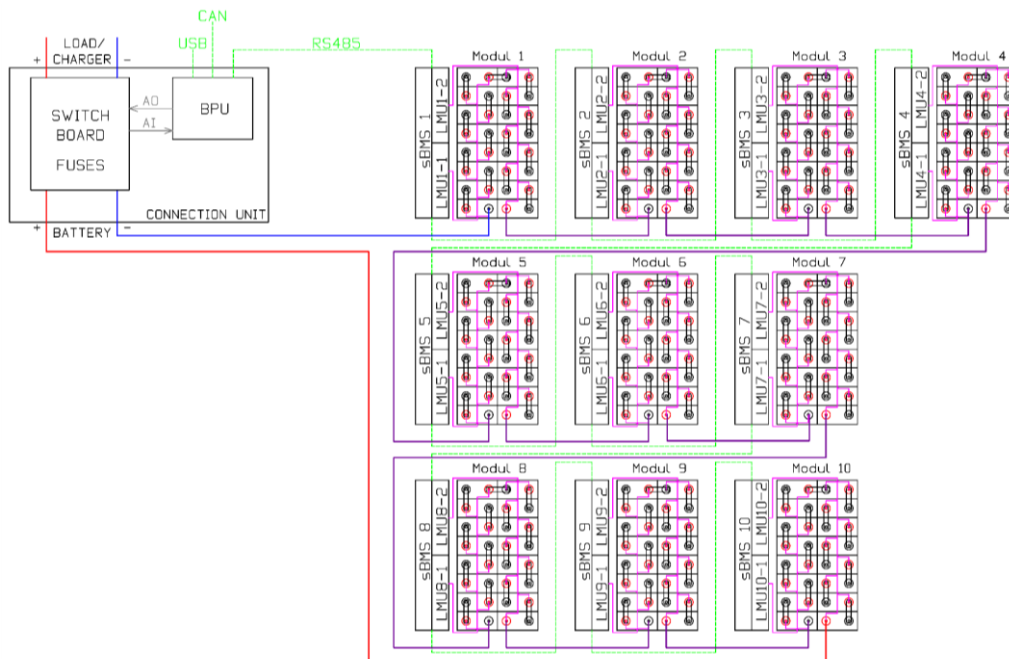 CAN
USB
RS485
+ LOAD/ CHARGER -
SWITCH BOARD FUSES
AO
AI
BPU
CONNECTION UNIT
+ BATTERY -
Modul 1
sBMS 1
LMU1-1
LMU1-2
Modul 2
sBMS 2
LMU2-1
LMU2-2
Modul 3
sBMS 3
LMU3-1
LMU3-2
Modul 4
sBMS 4
LMU4-1
LMU4-2
Modul 5
sBMS 5
LMU5-1
LMU5-2
Modul 6
sBMS 6
LMU6-1
LMU6-2
Modul 7
sBMS 7
LMU7-1
LMU7-2
Modul 8
sBMS 8
LMU8-1
LMU8-2
Modul 9
sBMS 9
LMU9-1
LMU9-2
Modul 10
sBMS 10
LMU10-1
LMU10-2